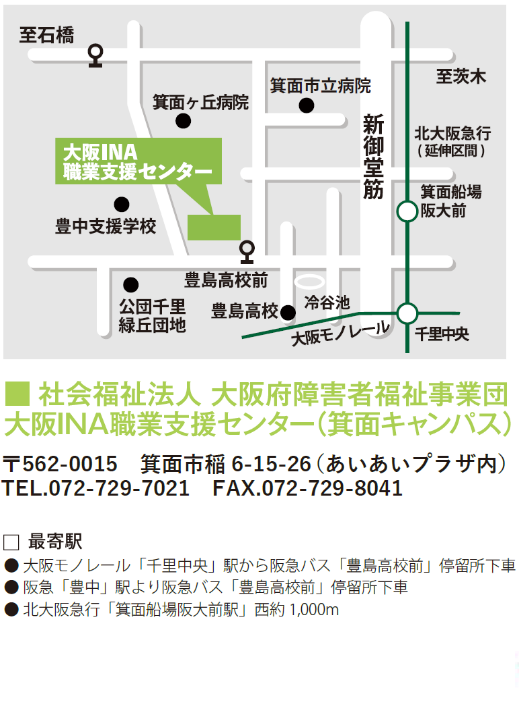 至石橋
至茨木
箕面市立病院
箕面ヶ丘病院
新御堂筋
北大阪急行
(延伸区間)
大阪INA
職業支援センター
箕面船場
阪大前
豊中支援学校
豊島高校前
公団千里
緑丘団地
豊島高校
冷谷池
大阪モノレール
千里中央
■ 社会福祉法人 大阪府障害者福祉事業団
大阪INA職業支援センター(箕面キャンパス)
〒562-0015 箕面市稲 6-15-26(あいあいプラザ内)
TEL.072-729-7021 FAX.072-729-8041
□ 最寄駅
● 大阪モノレール「千里中央」駅から阪急バス「豊島高校前」停留所下車
● 阪急「豊中」駅より阪急バス「豊島高校前」停留所下車
● 北大阪急行「箕面船場阪大前駅」西約 1,000m